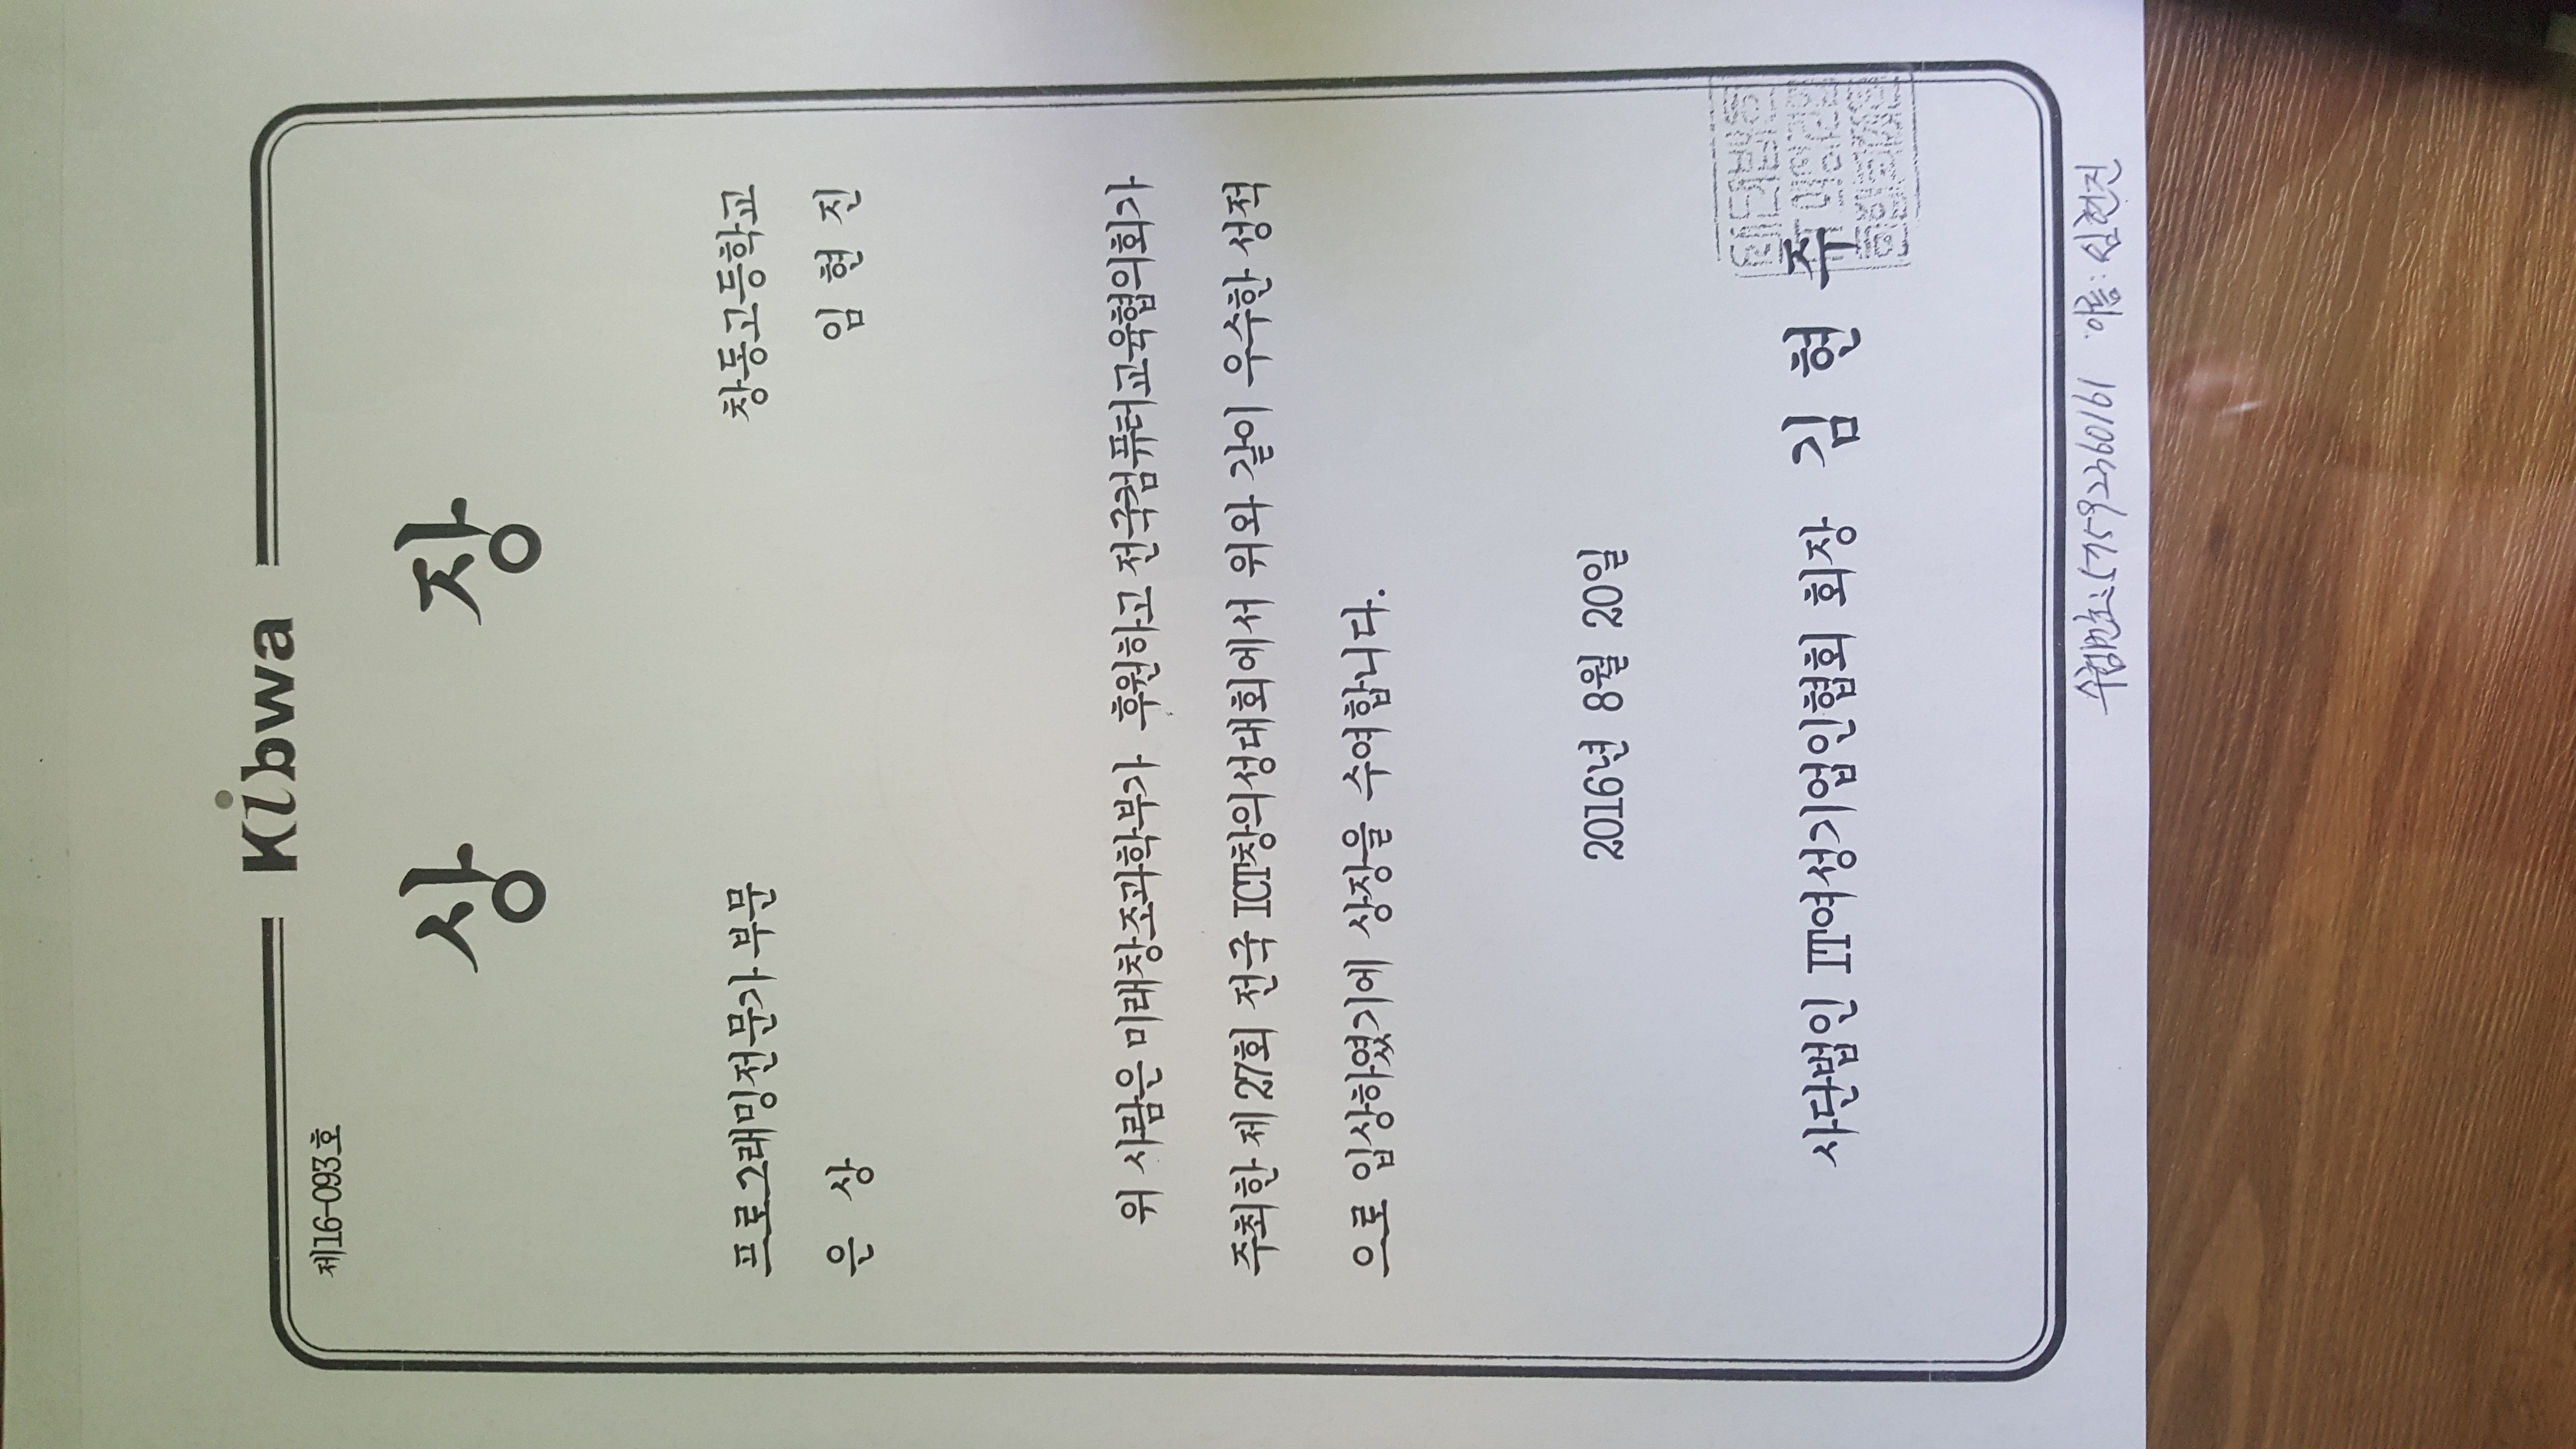 Kibwa
제16-093호
상 장
프로그래밍전문가 부문
창동고등학교
은 상
임 현 진
위 사람은 미래창조과학부가 후원하고 전국컴퓨터교육협의회가
주최한 제 27회 전국 ICT창의성대회에서 위와 같이 우수한 성적
으로 입상하였기에 상장을 수여합니다.
2016년 8월 20일
사단법인 IT여성기업인협회 회장 김 현 주
수험번호: 57592360161 이름: 임현진